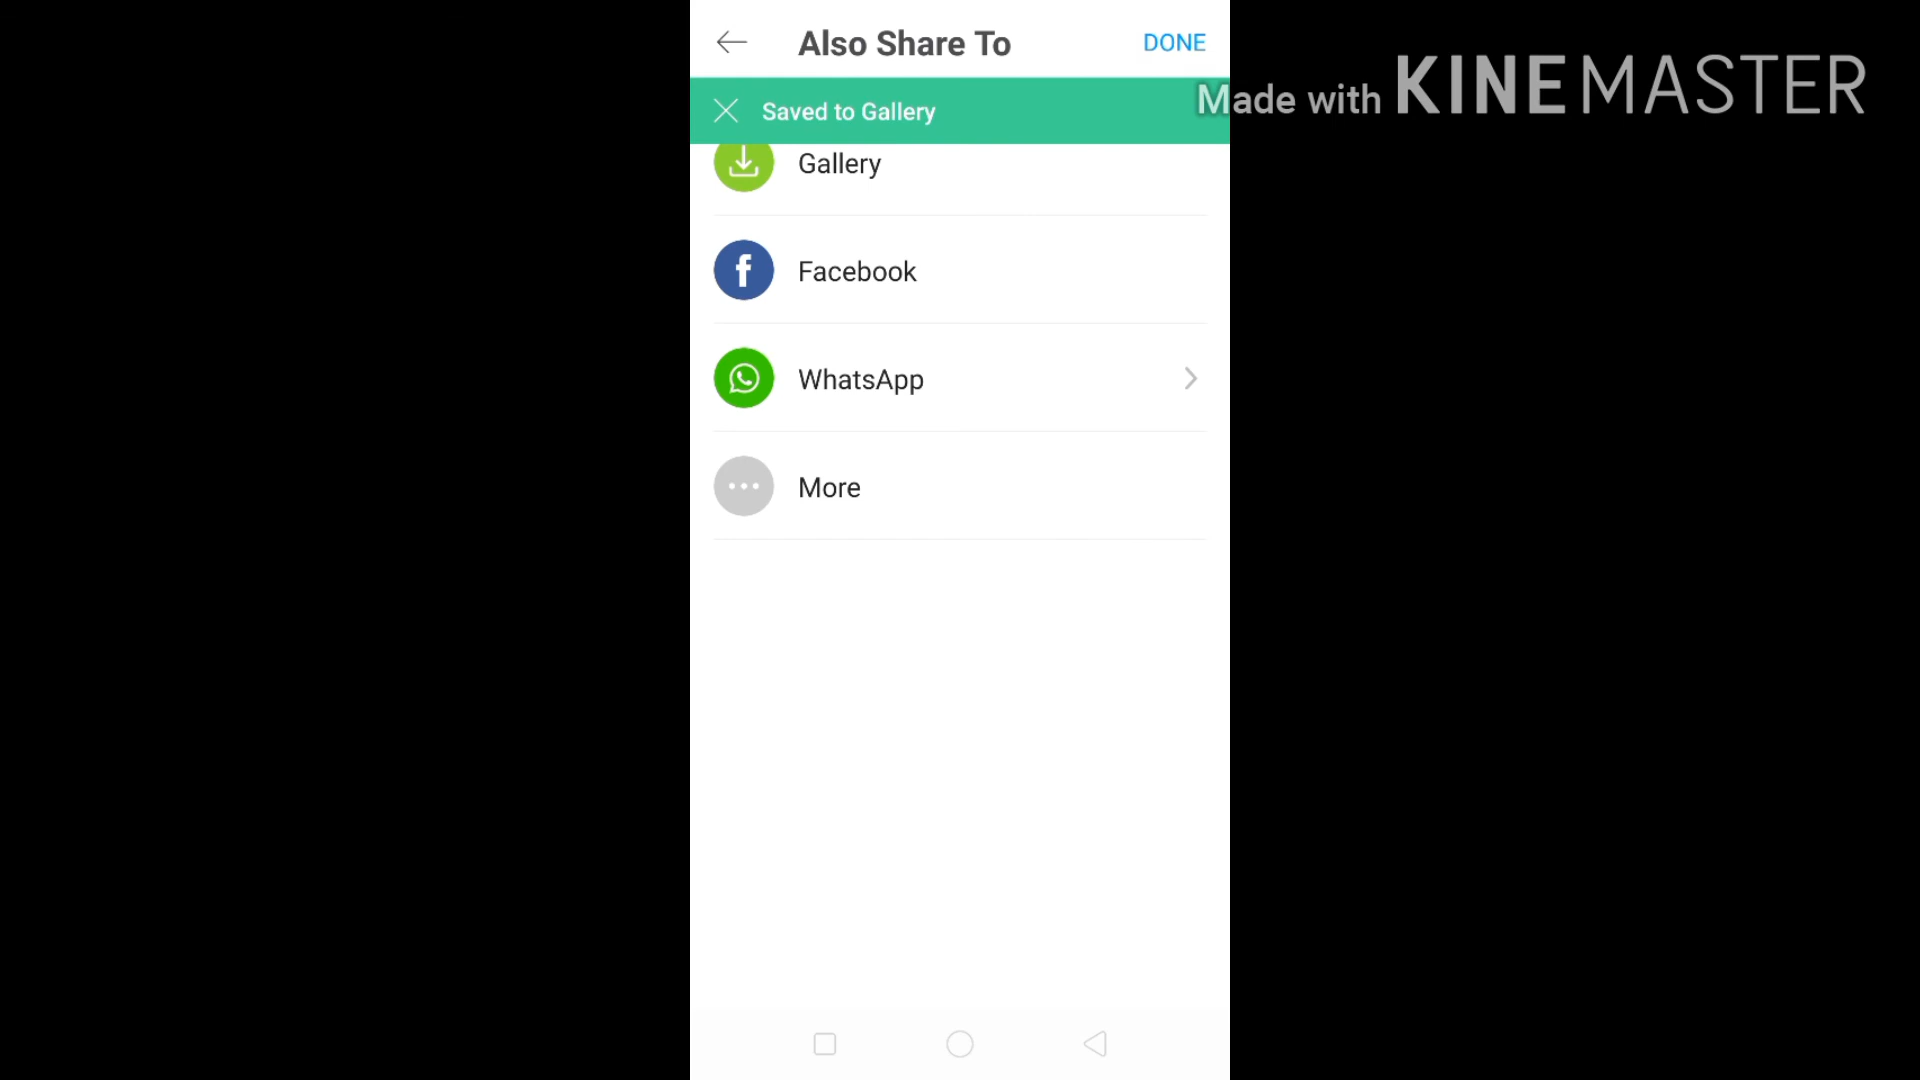 Also Share To
DONE
Saved to Gallery
Made with KINEMASTER
Gallery
Facebook
WhatsApp
More